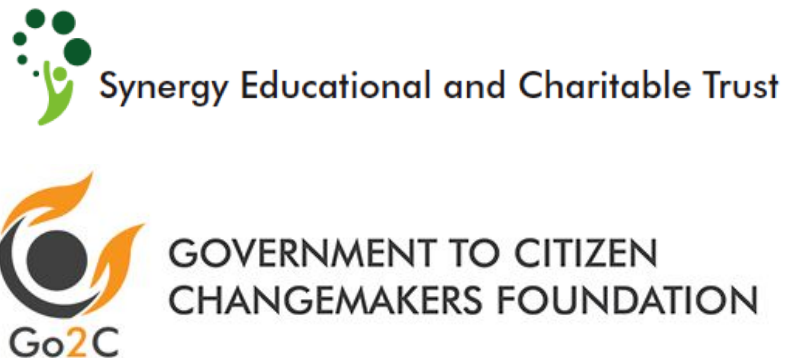 Synergy Educational and Charitable Trust
GOVERNMENT TO CITIZEN
CHANGEMAKERS FOUNDATION
Go2C